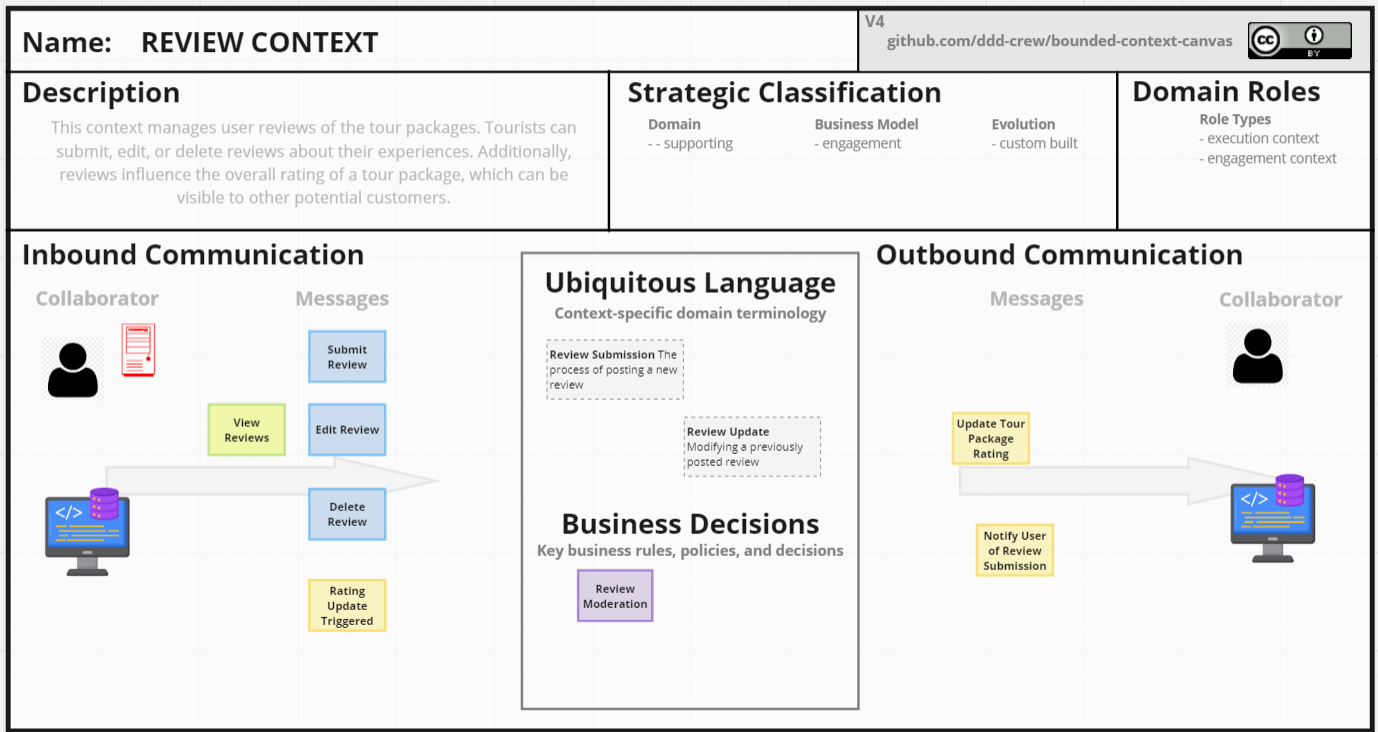 Name: REVIEW CONTEXT
V4
github.com/ddd-crew/bounded-context-canvas
cc
BY
Description
This context manages user reviews of the tour packages. Tourists can
submit, edit, or delete reviews about their experiences. Additionally,
reviews influence the overall rating of a tour package, which can be
visible to other potential customers.
Strategic Classification
Domain
- - supporting
Business Model
- engagement
Evolution
- custom built
Domain Roles
Role Types
- execution context
- engagement context
Inbound Communication
Collaborator
Messages
Submit
Review
View
Reviews
Edit Review
</>
Delete
Review
Rating
Update
Triggered
Ubiquitous Language
Context-specific domain terminology
Review Submission The
process of posting a new
review
Review Update
Modifying a previously
posted review
Business Decisions
Key business rules, policies, and decisions
Review
Moderation
Outbound Communication
Messages
Collaborator
Update Tour
Package
Rating
</>
Notify User
of Review
Submission